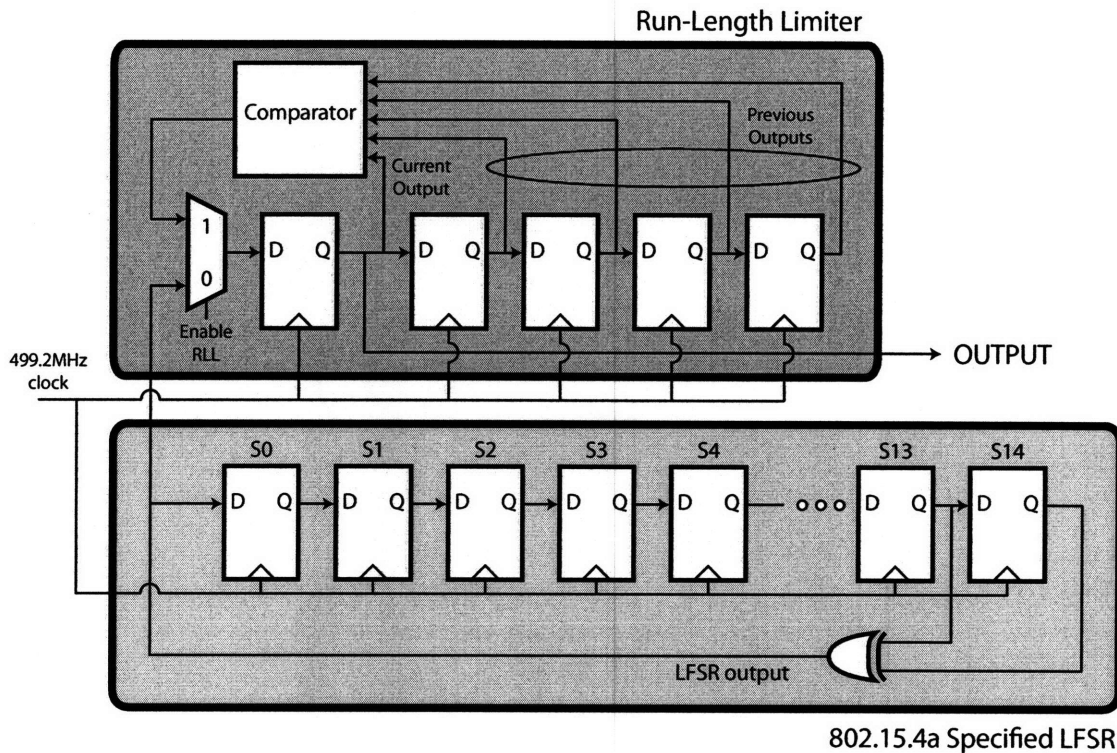 Run-Length Limiter
Comparator
Previous
Outputs
Current
Output
1
0
D Q
D Q
D Q
D Q
D Q
Enable
RLL
499.2MHz
clock
OUTPUT
S0 S1 S2 S3 S4 S13 S14
D Q
D Q
D Q
D Q
D Q
D Q
D Q
LFSR output
802.15.4a Specified LFSR